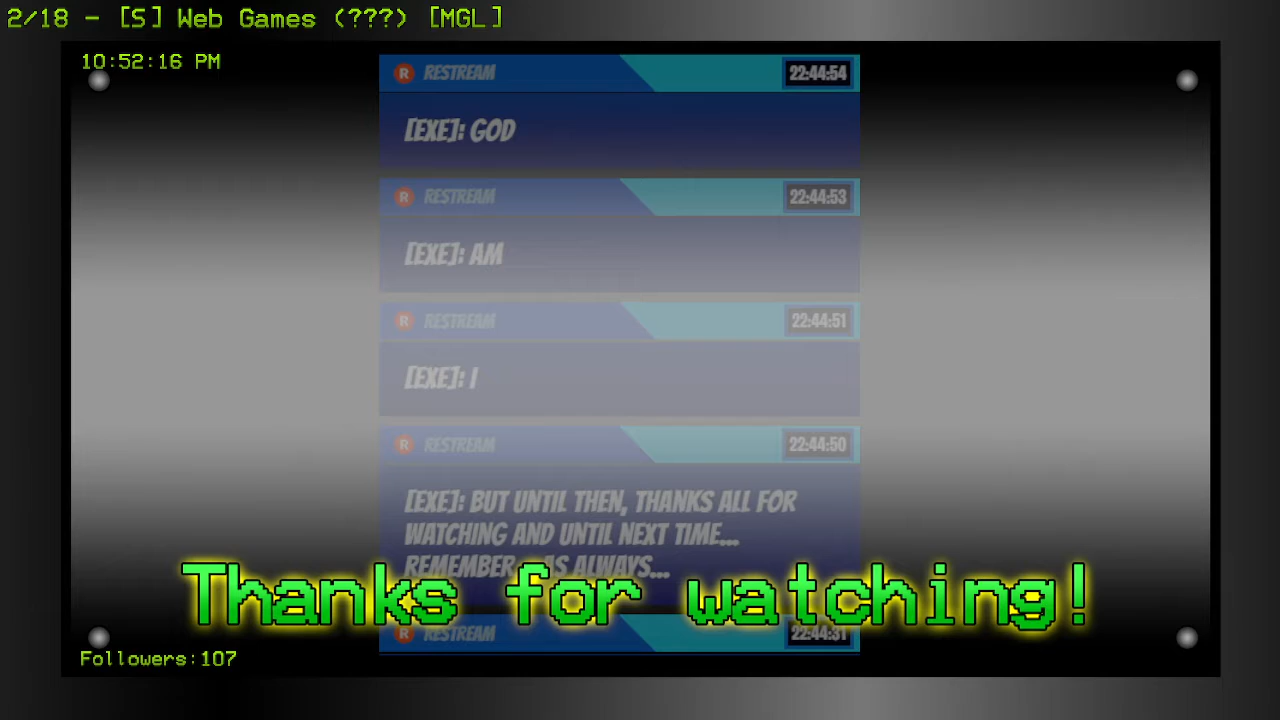 2/18 - [S] Web Games (???) [MGL]
10:52:16 PM
R RESTREAM 22:44:54
[EXE]: GOD
R RESTREAM 22:44:53
[EXE]: AM
R RESTREAM 22:44:51
[EXE]: I
R RESTREAM 22:44:50
[EXE]: BUT UNTIL THEN, THANKS ALL FOR
WATCHING AND UNTIL NEXT TIME...
REMEMBER... AS ALWAYS...
Thanks for watching!
R RESTREAM 22:44:31
Followers:107